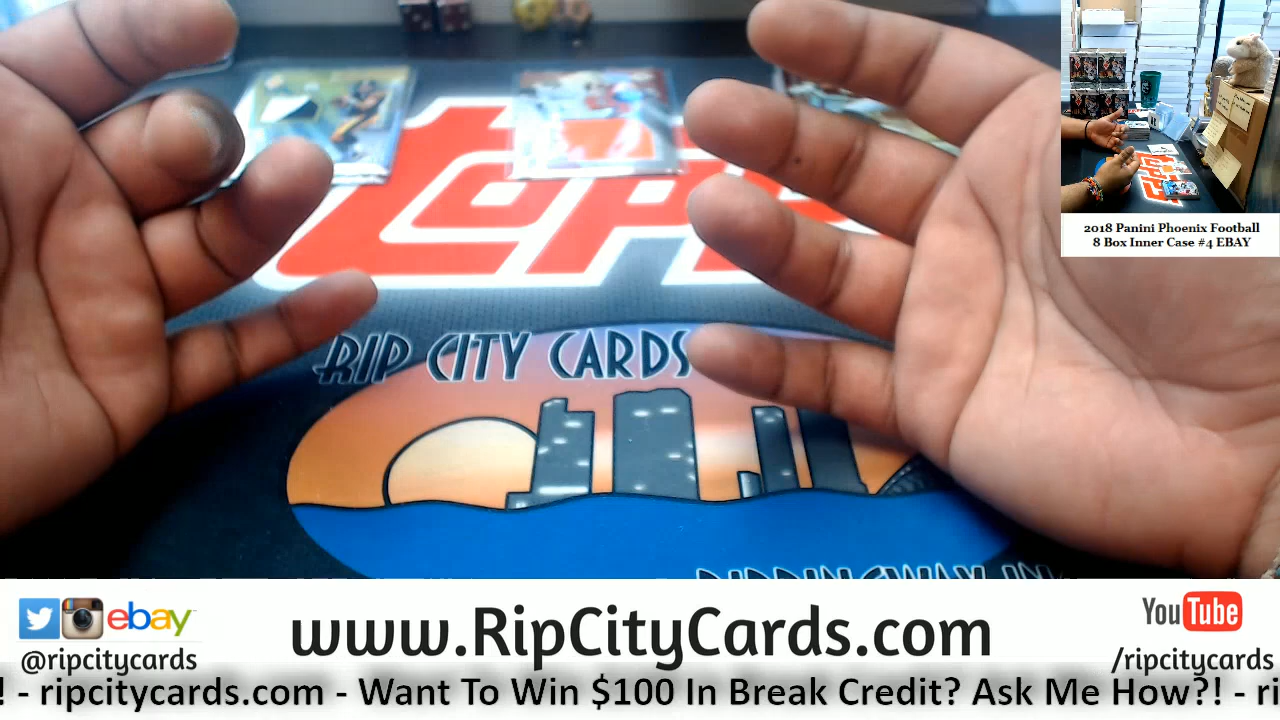 2018 Panini Phoenix Football
8 Box Inner Case #4 EBAY
RIP CITY CARDS
ebay
www.RipCityCards.com
YouTube
@ripcitycards
/ripcitycards
! - ripcitycards.com - Want To Win $100 In Break Credit? Ask Me How?! - ri